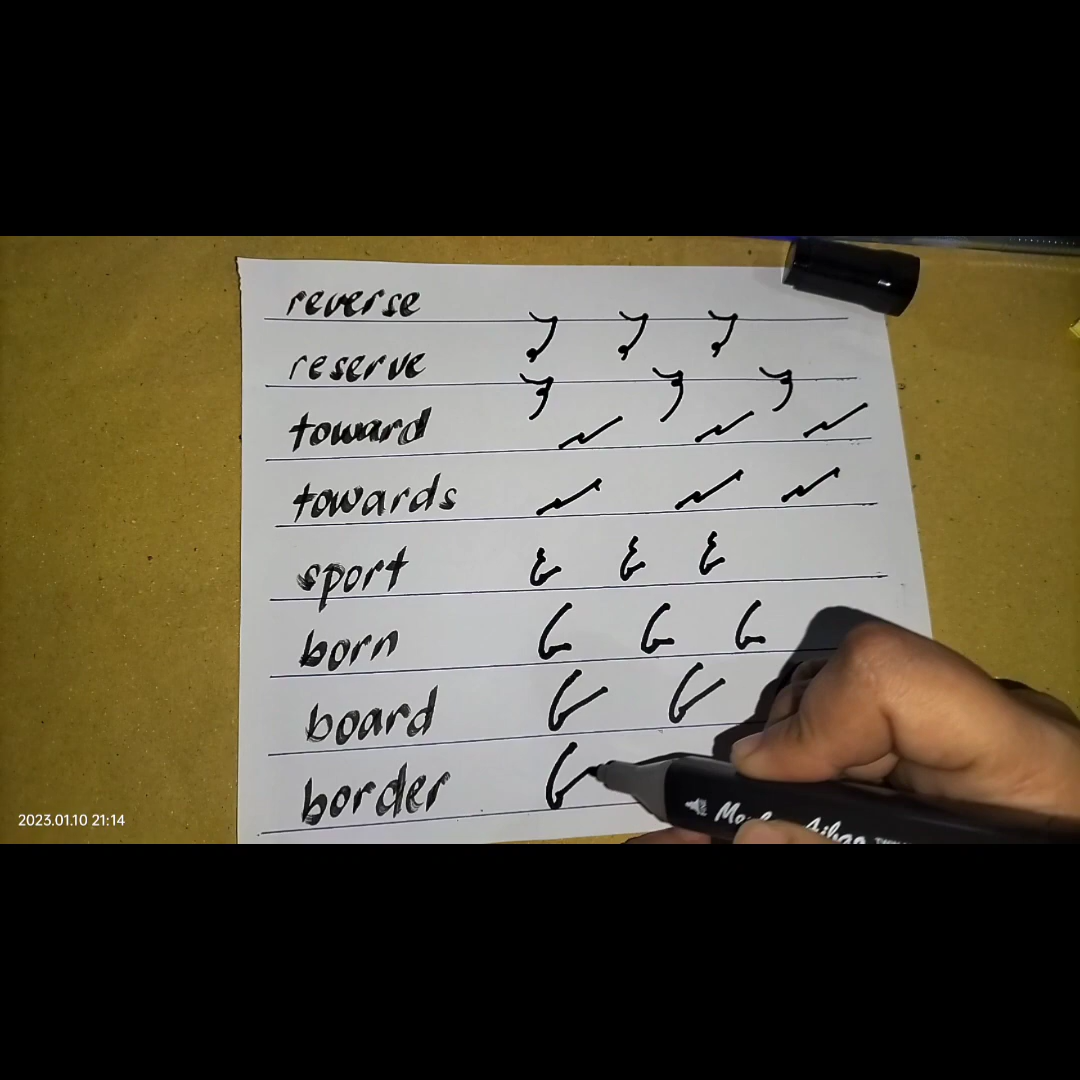 reverse
reserve
toward
towards
sport
born
board
border
2023.01.10 21:14